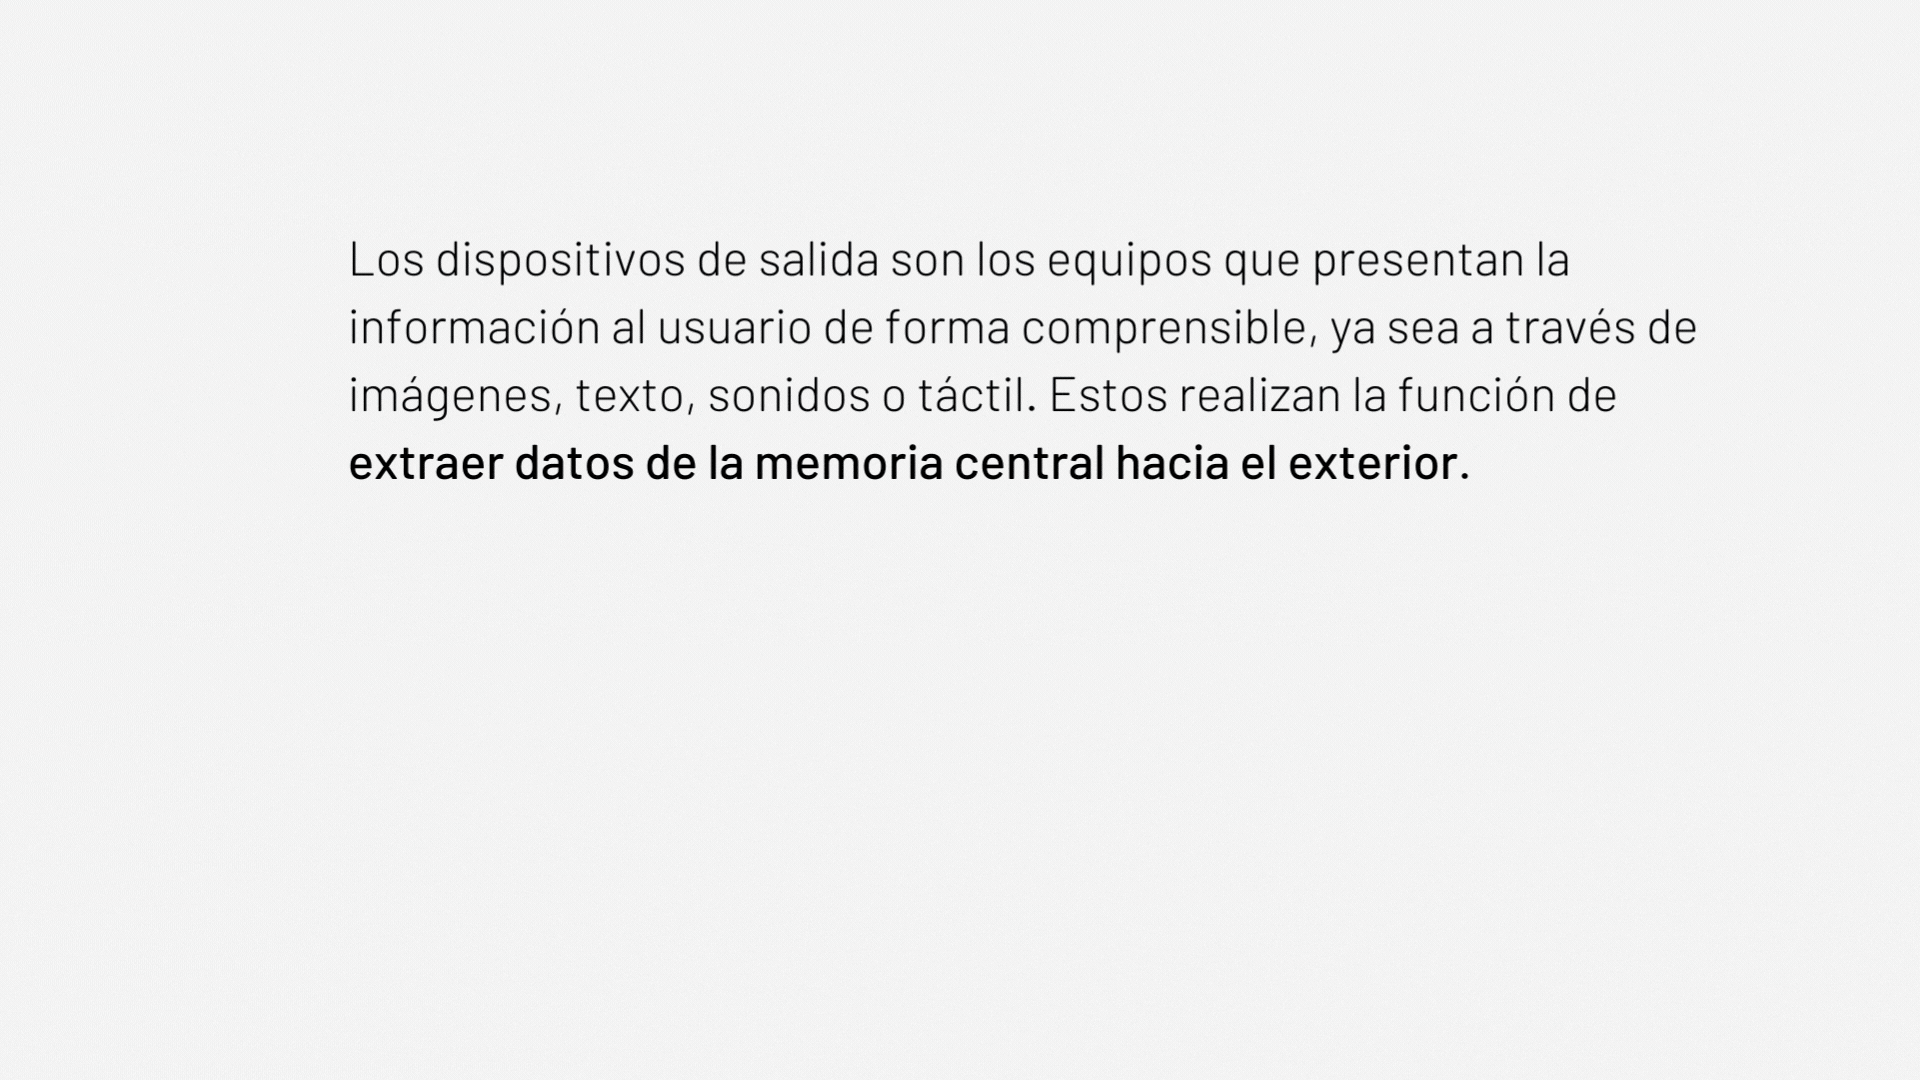 Los dispositivos de salida son los equipos que presentan la
información al usuario de forma comprensible, ya sea a través de
imágenes, texto, sonidos o táctil. Estos realizan la función de
extraer datos de la memoria central hacia el exterior.